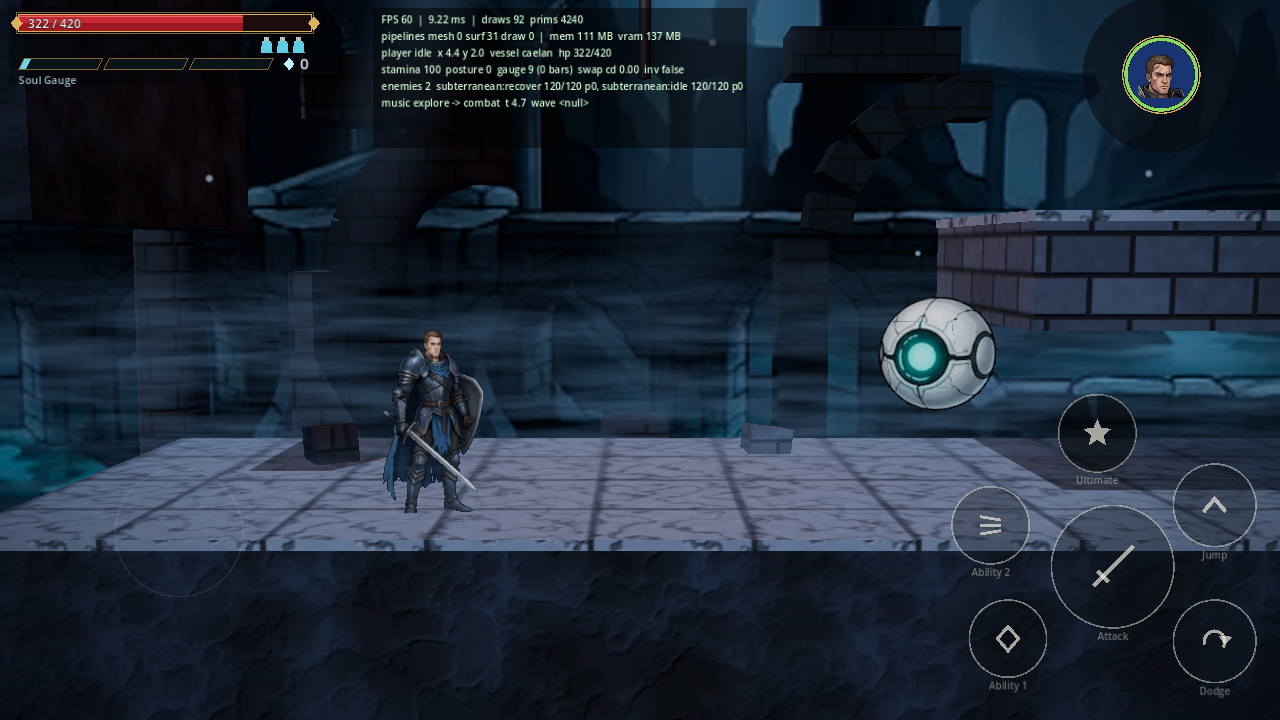 322 / 420
0
Soul Gauge
FPS 60 | 9.22 ms | draws 92 prims 4240
pipelines mesh 0 surf 31 draw 0 | mem 111 MB vram 137 MB
player idle x 4.4 y 2.0 vessel caelan hp 322/420
stamina 100 posture 0 gauge 9 (0 bars) swap cd 0.00 inv false
enemies 2 subterranean:recover 120/120 p0, subterranean:idle 120/120 p0
music explore -> combat t 4.7 wave <null>
Ultimate
Jump
Ability 2
Attack
Ability 1
Dodge